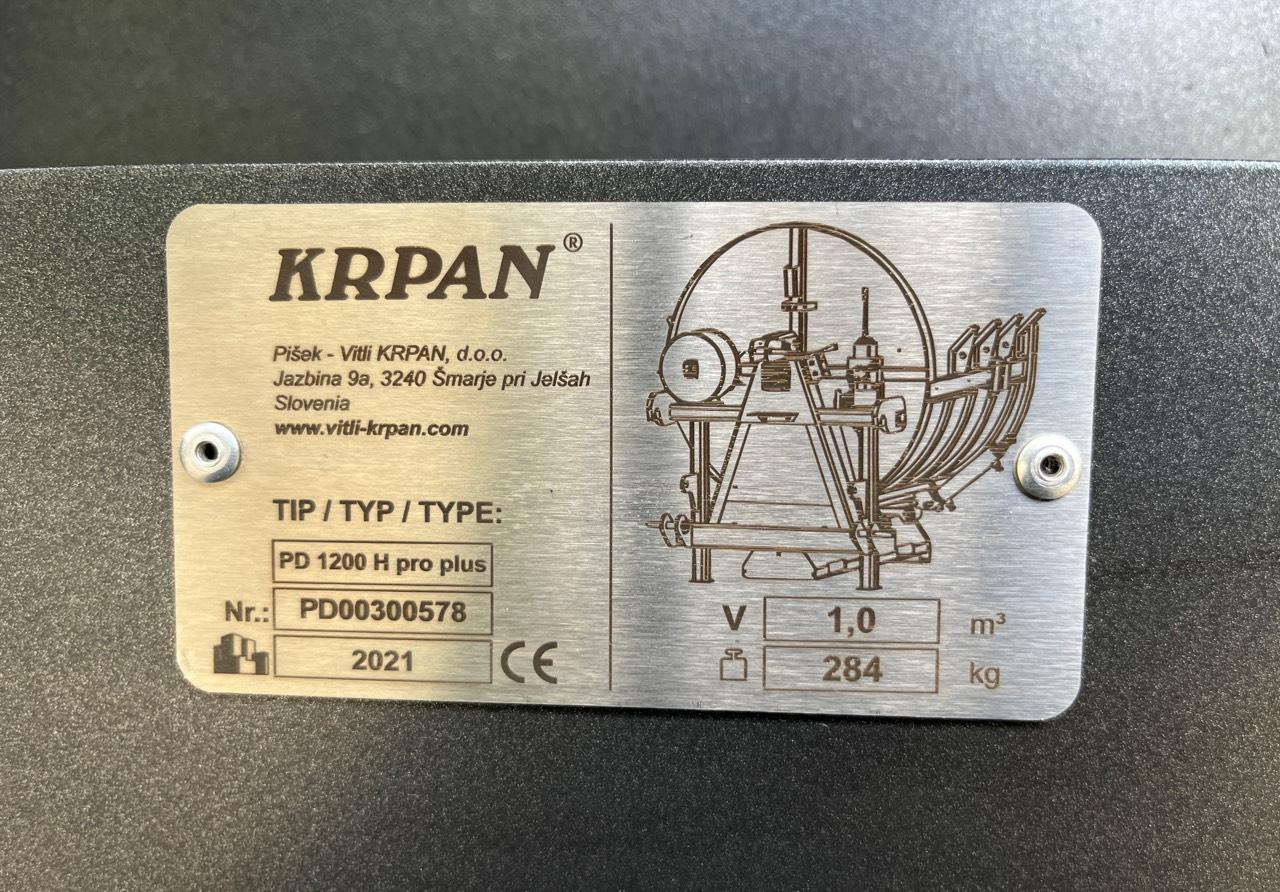 KRPAN®
Pišek - Vitli KRPAN, d.o.o.
Jazbina 9a, 3240 Šmarje pri Jelšah
Slovenia
www.vitli-krpan.com
TIP / TYP / TYPE:
PD 1200 H pro plus
Nr.: PD00300578
2021 CE
V 1,0 m³
284 kg